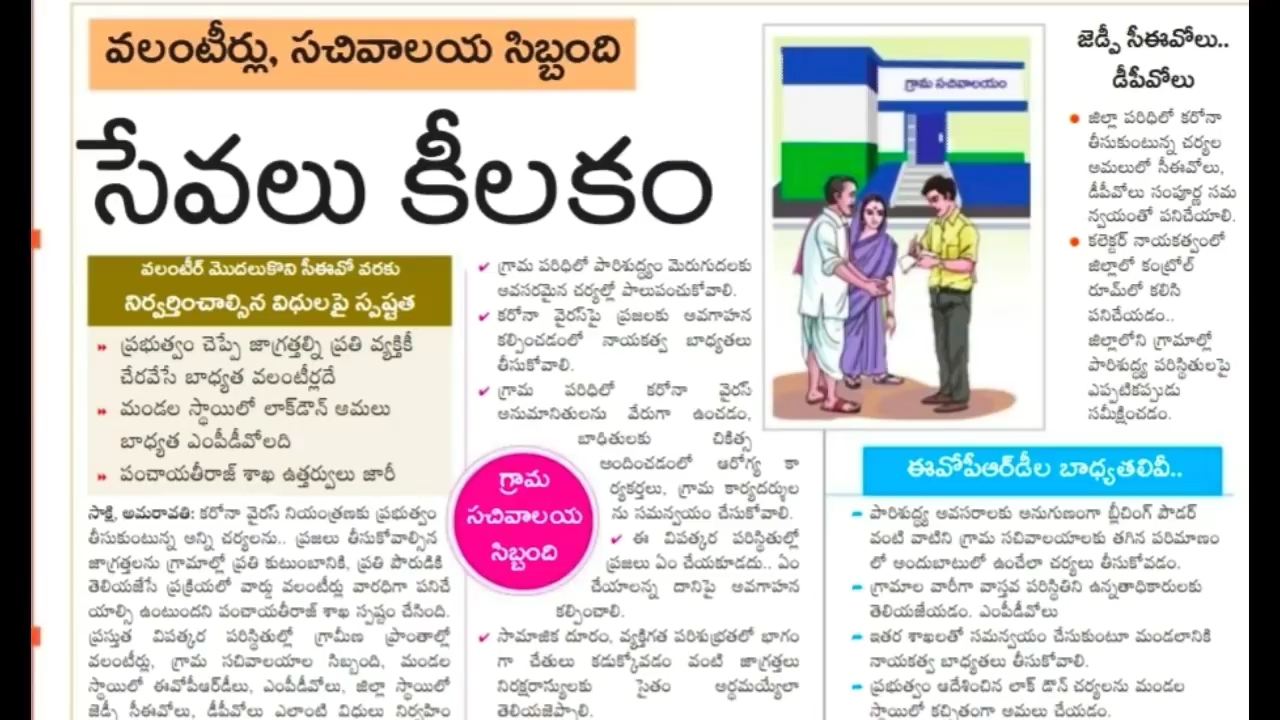 వలంటీర్లు, సచివాలయ సిబ్బంది
సేవలు కీలకం
వలంటీర్ మొదలుకొని సీఈవో వరకు
నిర్వర్తించాల్సిన విధులపై స్పష్టత
ప్రభుత్వం చెప్పే జాగ్రత్తల్ని ప్రతి వ్యక్తికీ
చేరవేసే బాధ్యత వలంటీర్లదే
మండల స్థాయిలో లాక్‌డౌన్ అమలు
బాధ్యత ఎంపీడీవోలది
పంచాయతీరాజ్ శాఖ ఉత్తర్వులు జారీ
సాక్షి, అమరావతి: కరోనా వైరస్ నియంత్రణకు ప్రభుత్వం
తీసుకుంటున్న అన్ని చర్యలను.. ప్రజలు తీసుకోవాల్సిన
జాగ్రత్తలను గ్రామాల్లో ప్రతి కుటుంబానికి, ప్రతి పౌరుడికి
తెలియజేసే ప్రక్రియలో వార్డు వలంటీర్లు వారధిగా పనిచే
యాల్సి ఉంటుందని పంచాయతీరాజ్ శాఖ స్పష్టం చేసింది.
ప్రస్తుత విపత్కర పరిస్థితుల్లో గ్రామీణ ప్రాంతాల్లో
వలంటీర్లు, గ్రామ సచివాలయాల సిబ్బంది, మండల
స్థాయిలో ఈవోపీఆర్‌డీలు, ఎంపీడీవోలు, జిల్లా స్థాయిలో
జెడ్పీ సీఈవోలు, డీపీవోలు ఎలాంటి విధులు నిర్వహిం
గ్రామ పరిధిలో పారిశుద్ధ్యం మెరుగుదలకు
అవసరమైన చర్యల్లో పాలుపంచుకోవాలి.
కరోనా వైరస్‌పై ప్రజలకు అవగాహన
కల్పించడంలో నాయకత్వ బాధ్యతలు
తీసుకోవాలి.
గ్రామ పరిధిలో కరోనా వైరస్
అనుమానితులను వేరుగా ఉంచడం,
బాధితులకు చికిత్స
అందించడంలో ఆరోగ్య కా
ర్యకర్తలు, గ్రామ కార్యదర్శుల
ను సమన్వయం చేసుకోవాలి.
ఈ విపత్కర పరిస్థితుల్లో
ప్రజలు ఏం చేయకూడదు.. ఏం
చేయాలన్న దానిపై అవగాహన
కల్పించాలి.
సామాజిక దూరం, వ్యక్తిగత పరిశుభ్రతలో భాగం
గా చేతులు కడుక్కోవడం వంటి జాగ్రత్తలు
నిరక్షరాస్యులకు సైతం అర్థమయ్యేలా
తెలియజెప్పాలి.
గ్రామ
సచివాలయ
సిబ్బంది
గ్రామ సచివాలయం
జెడ్పీ సీఈవోలు..
డీపీవోలు
జిల్లా పరిధిలో కరోనా
తీసుకుంటున్న చర్యల
అమలులో సీఈవోలు,
డీపీవోలు సంపూర్ణ సమ
న్వయంతో పనిచేయాలి.
కలెక్టర్ నాయకత్వంలో
జిల్లాలో కంట్రోల్
రూమ్‌లో కలిసి
పనిచేయడం..
జిల్లాలోని గ్రామాల్లో
పారిశుద్ధ్య పరిస్థితులపై
ఎప్పటికప్పుడు
సమీక్షించడం.
ఈవోపీఆర్‌డీల బాధ్యతలివీ..
పారిశుద్ధ్య అవసరాలకు అనుగుణంగా బ్లీచింగ్ పౌడర్
వంటి వాటిని గ్రామ సచివాలయాలకు తగిన పరిమాణం
లో అందుబాటులో ఉంచేలా చర్యలు తీసుకోవడం.
గ్రామాల వారీగా వాస్తవ పరిస్థితిని ఉన్నతాధికారులకు
తెలియజేయడం. ఎంపీడీవోలు
ఇతర శాఖలతో సమన్వయం చేసుకుంటూ మండలానికి
నాయకత్వ బాధ్యతలు తీసుకోవాలి.
ప్రభుత్వం ఆదేశించిన లాక్ డౌన్ చర్యలను మండల
స్థాయిలో కచ్చితంగా అమలు చేయడం.